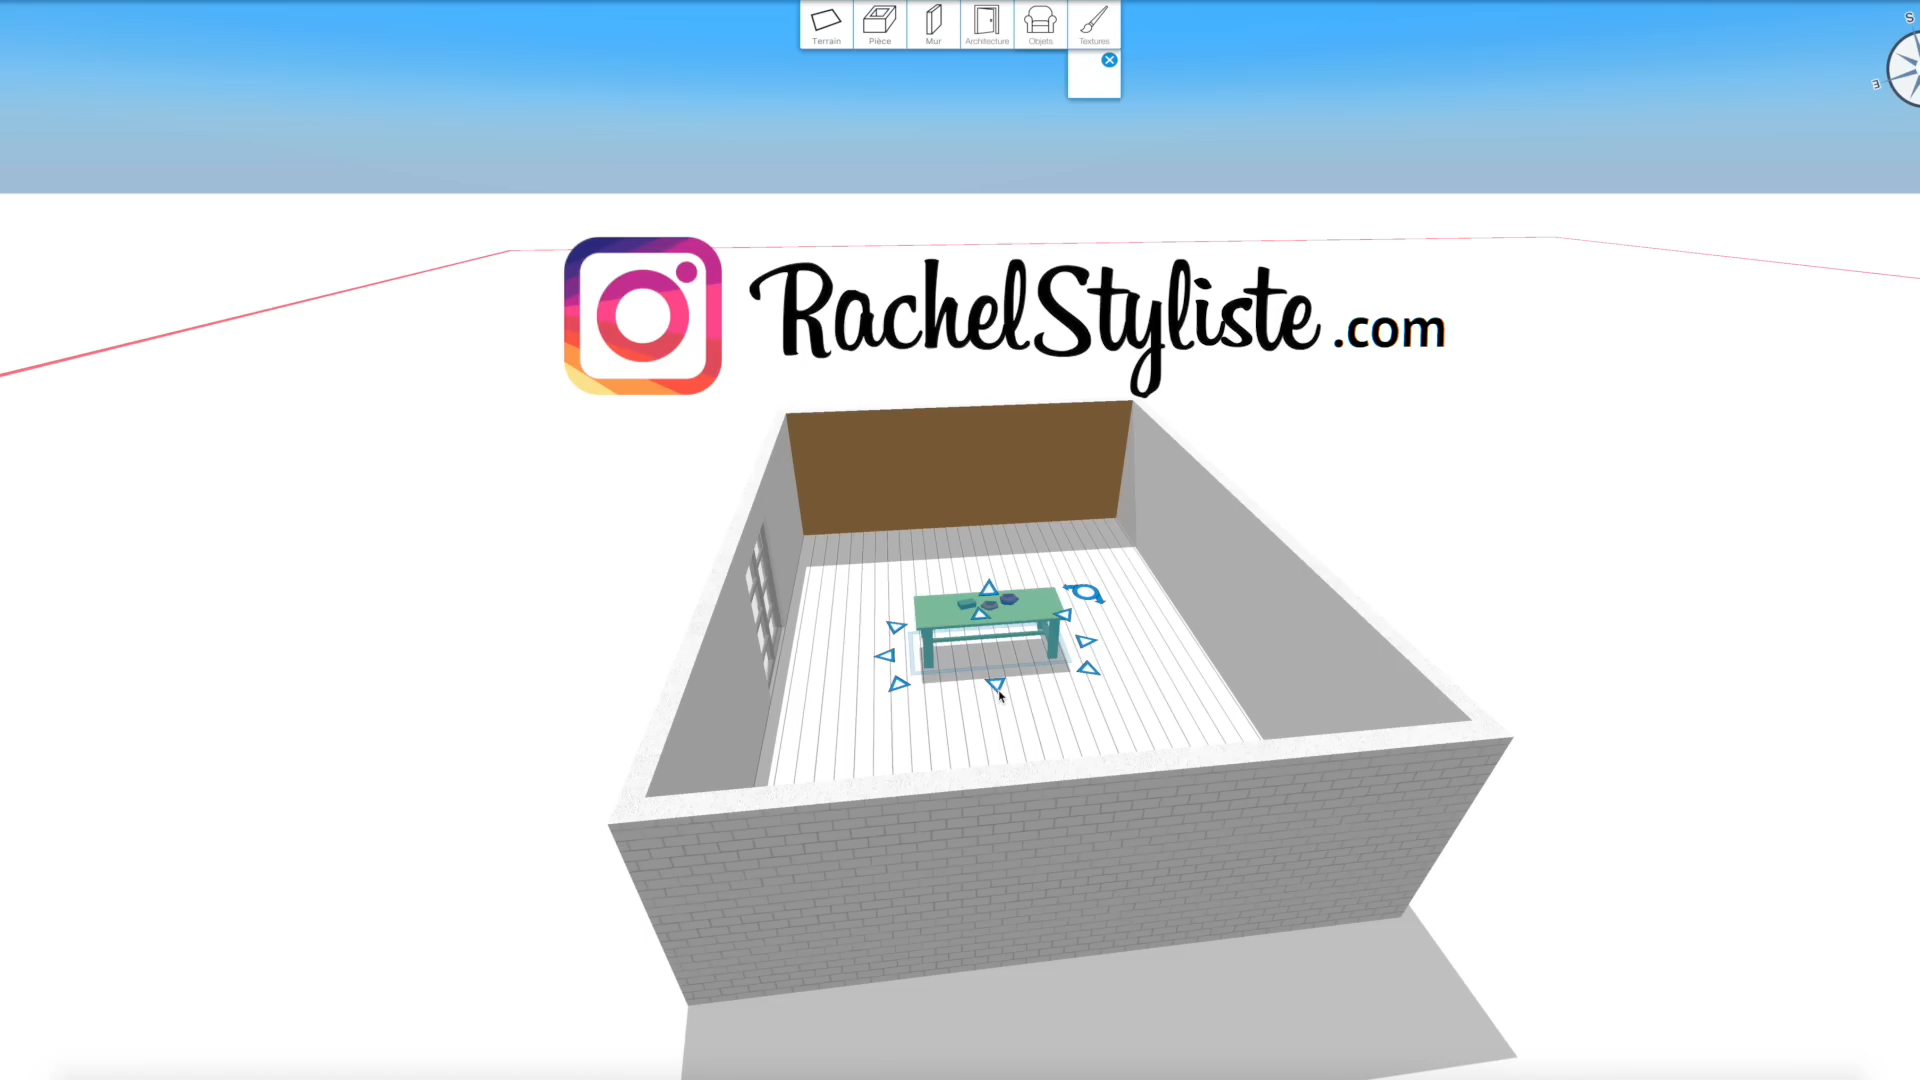 Terrain Pièce Mur Architecture Objets Textures
S
E
RachelStyliste .com